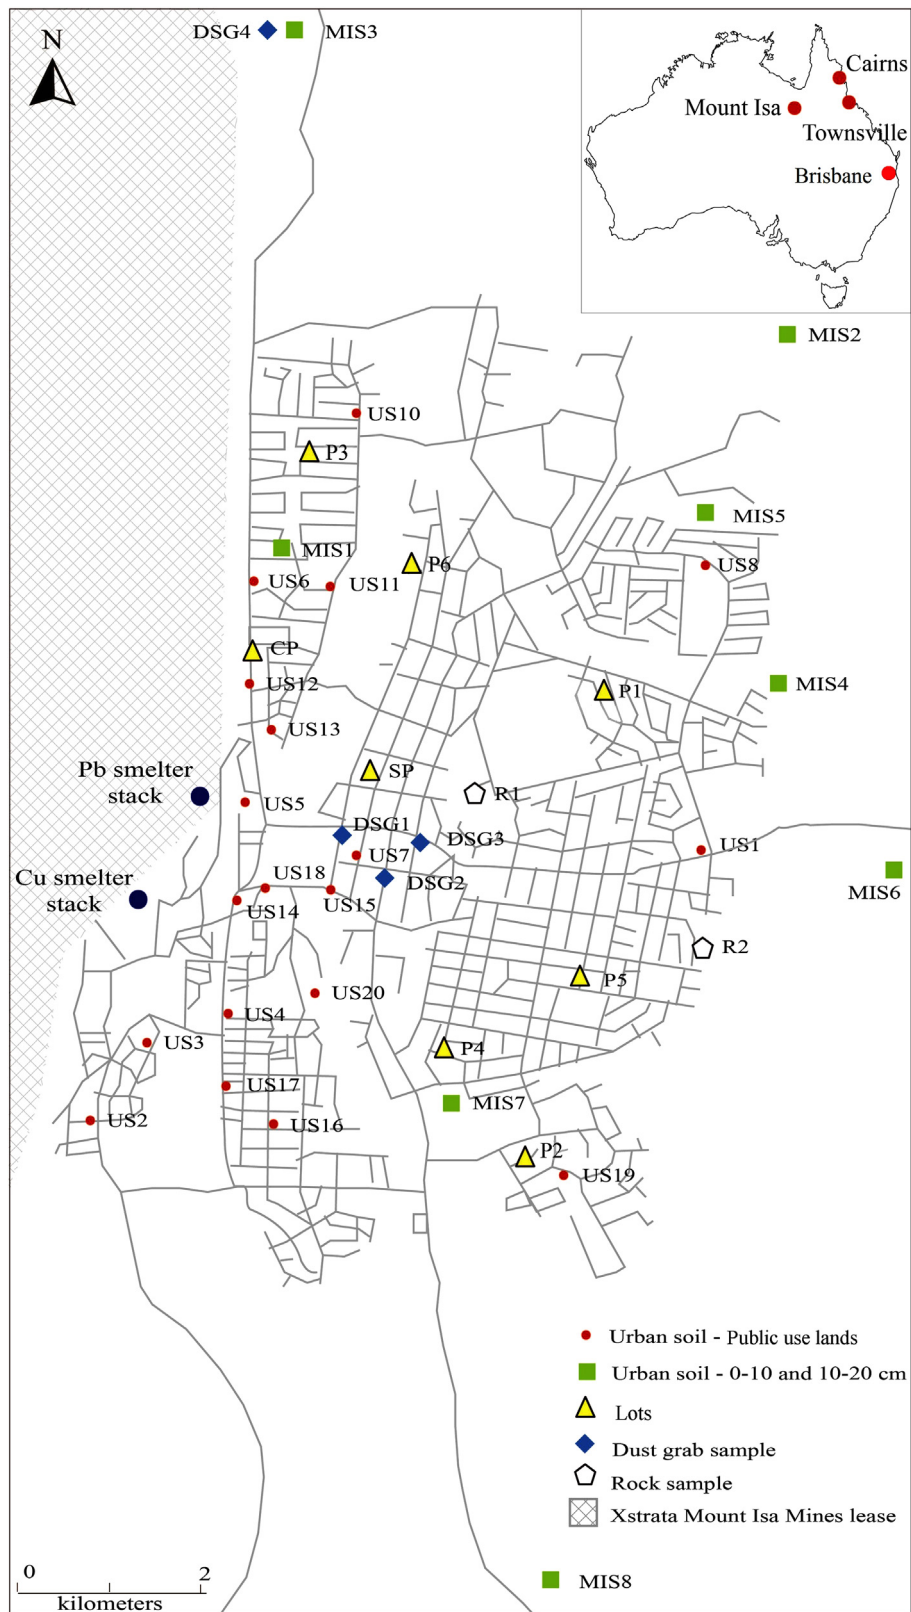 DSG4
MIS3
N
Cairns
Mount Isa
Townsville
Brisbane
MIS2
US10
P3
MIS5
MIS1
P6
US8
US6
US11
CP
US12
MIS4
P1
US13
Pb smelter
stack
SP
R1
US5
DSG1
DSG3
US1
US7
Cu smelter
stack
US18
DSG2
MIS6
US14
US15
R2
P5
US20
US4
US3
P4
US17
MIS7
US2
US16
P2
US19
Urban soil - Public use lands
Urban soil - 0-10 and 10-20 cm
Lots
Dust grab sample
Rock sample
Xstrata Mount Isa Mines lease
0 2
kilometers
MIS8